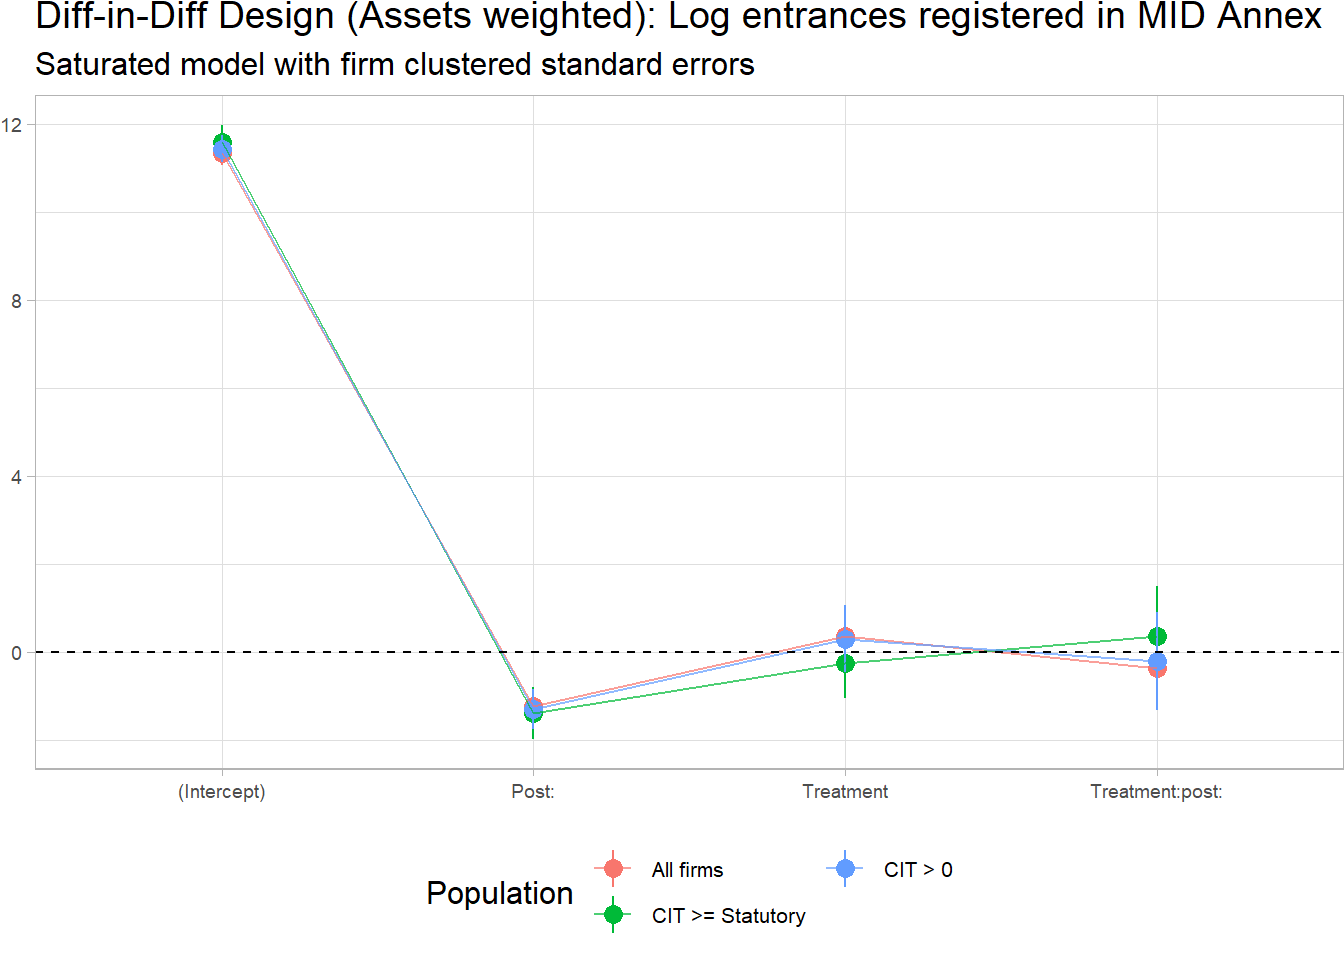 Diff-in-Diff Design (Assets weighted): Log entrances registered in MID Annex
Saturated model with firm clustered standard errors
12
8
4
0
(Intercept)
Post:
Treatment
Treatment:post:
Population
All firms
CIT > 0
CIT >= Statutory